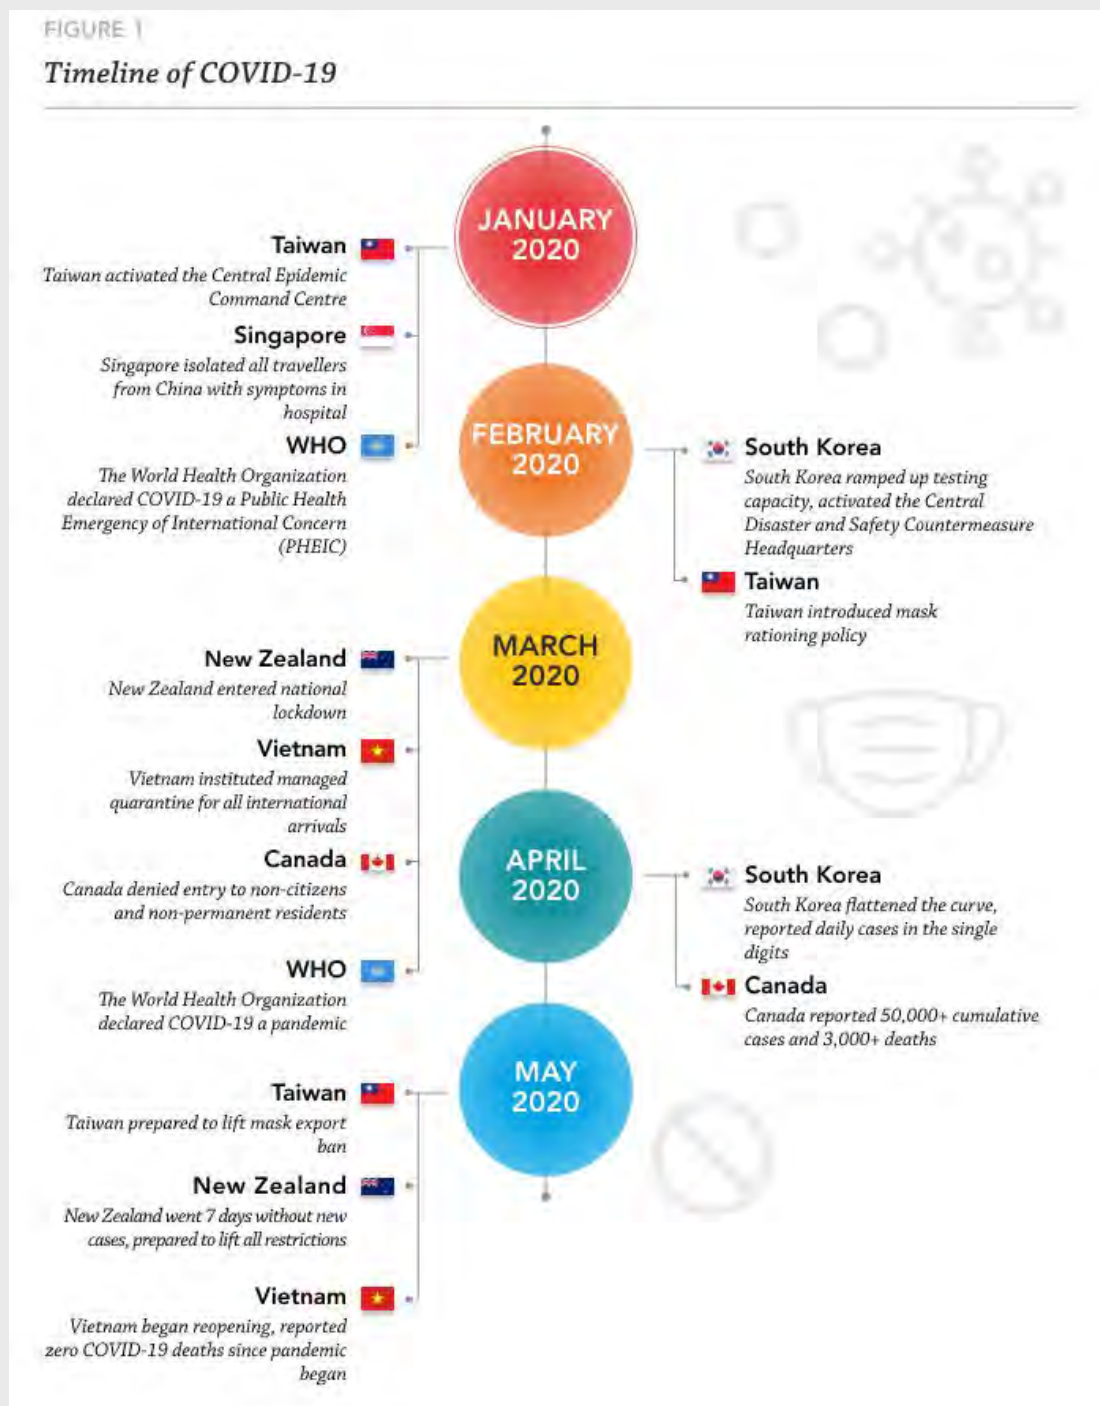 FIGURE 1
Timeline of COVID-19
JANUARY
2020
Taiwan
Taiwan activated the Central Epidemic
Command Centre
Singapore
Singapore isolated all travellers
from China with symptoms in
hospital
WHO
The World Health Organization
declared COVID-19 a Public Health
Emergency of International Concern
(PHEIC)
FEBRUARY
2020
South Korea
South Korea ramped up testing
capacity, activated the Central
Disaster and Safety Countermeasure
Headquarters
Taiwan
Taiwan introduced mask
rationing policy
MARCH
2020
New Zealand
New Zealand entered national
lockdown
Vietnam
Vietnam instituted managed
quarantine for all international
arrivals
Canada
Canada denied entry to non-citizens
and non-permanent residents
WHO
The World Health Organization
declared COVID-19 a pandemic
APRIL
2020
South Korea
South Korea flattened the curve,
reported daily cases in the single
digits
Canada
Canada reported 50,000+ cumulative
cases and 3,000+ deaths
MAY
2020
Taiwan
Taiwan prepared to lift mask export
ban
New Zealand
New Zealand went 7 days without new
cases, prepared to lift all restrictions
Vietnam
Vietnam began reopening, reported
zero COVID-19 deaths since pandemic
began